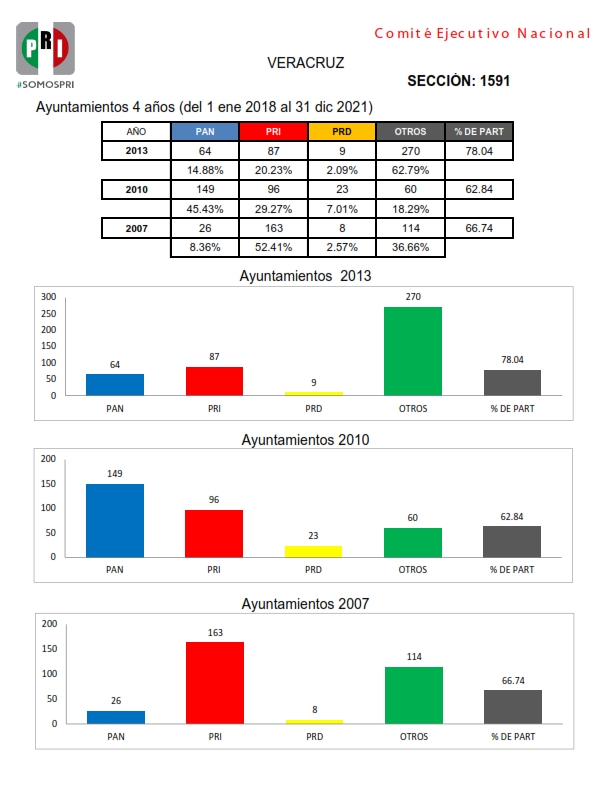 Comité Ejecutivo Nacional
PRI
#SOMOSPRI
VERACRUZ
SECCIÒN: 1591
Ayuntamientos 4 años (del 1 ene 2018 al 31 dic 2021)
AÑO PAN PRI PRD OTROS % DE PART
2013 64 87 9 270 78.04
14.88% 20.23% 2.09% 62.79%
2010 149 96 23 60 62.84
45.43% 29.27% 7.01% 18.29%
2007 26 163 8 114 66.74
8.36% 52.41% 2.57% 36.66%
Ayuntamientos 2013
300
250
200
150
100
50
0
64 87 9 270 78.04
PAN PRI PRD OTROS % DE PART
Ayuntamientos 2010
200
150
100
50
0
149 96 23 60 62.84
PAN PRI PRD OTROS % DE PART
Ayuntamientos 2007
200
150
100
50
0
26 163 8 114 66.74
PAN PRI PRD OTROS % DE PART